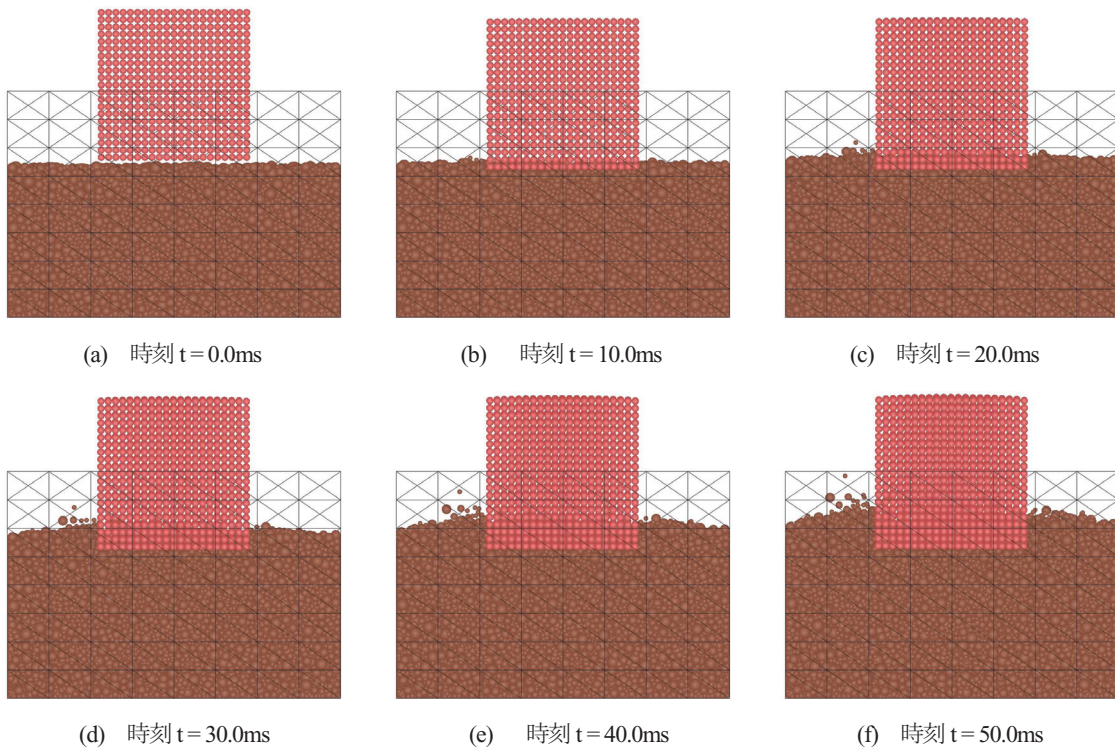 (a) 時刻 t = 0.0ms
(b) 時刻 t = 10.0ms
(c) 時刻 t = 20.0ms
(d) 時刻 t = 30.0ms
(e) 時刻 t = 40.0ms
(f) 時刻 t = 50.0ms